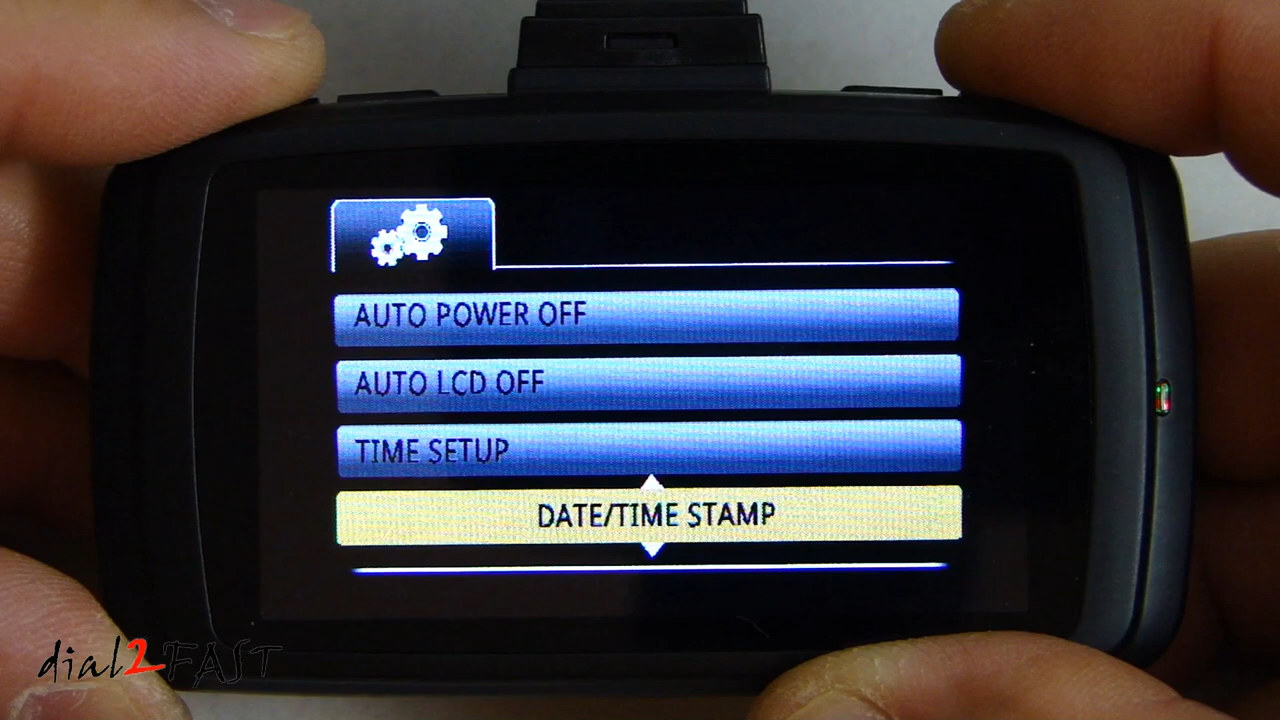 AUTO POWER OFF
AUTO LCD OFF
TIME SETUP
DATE/TIME STAMP
dial2FAST